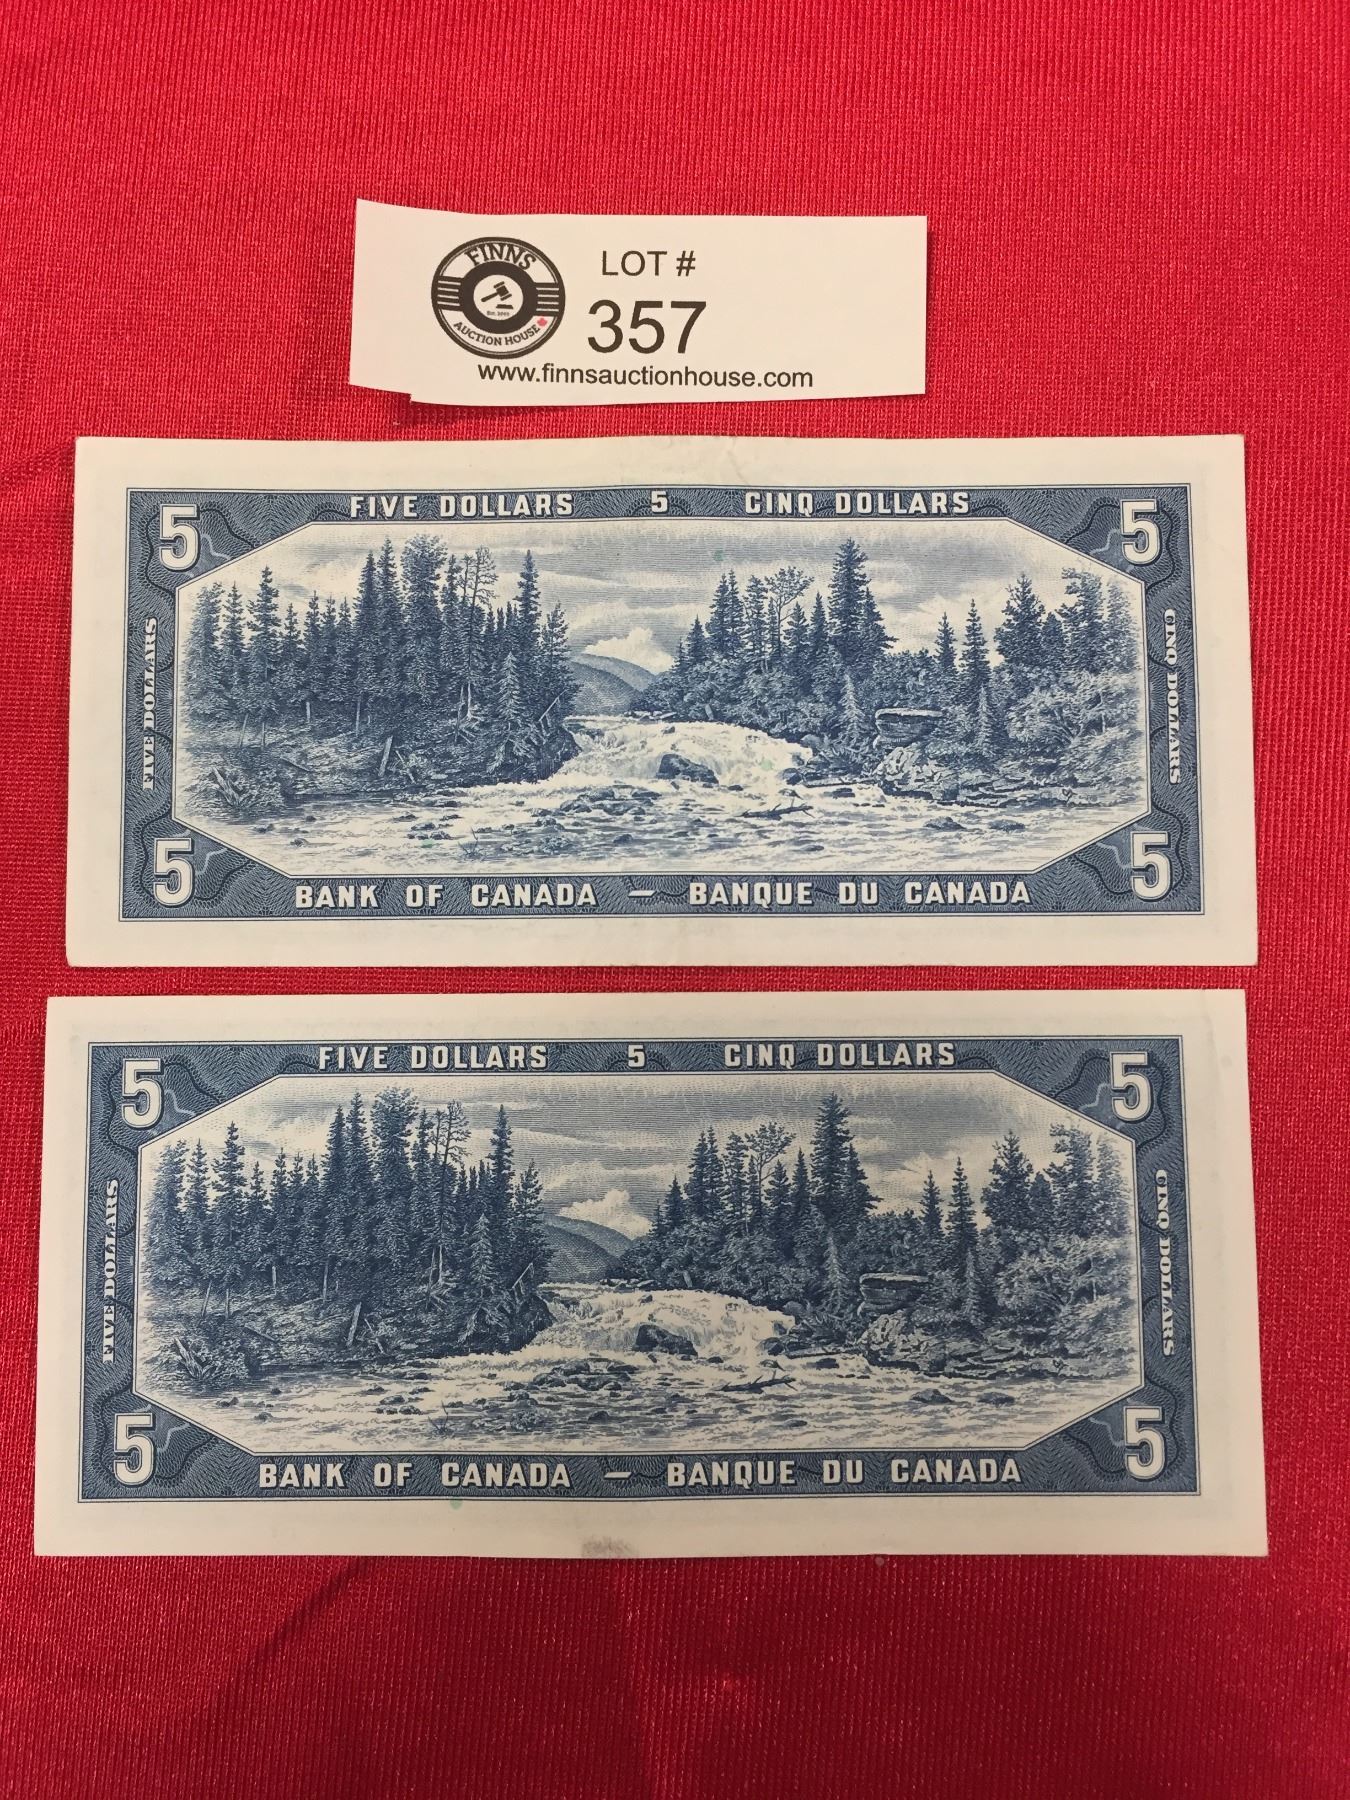 FINNS
EST. 2003
AUCTION HOUSE
LOT #
357
www.finnsauctionhouse.com
FIVE DOLLARS 5 CINQ DOLLARS
5 5
FIVE DOLLARS
CINQ DOLLARS
5 5
BANK OF CANADA — BANQUE DU CANADA
FIVE DOLLARS 5 CINQ DOLLARS
5 5
FIVE DOLLARS
CINQ DOLLARS
5 5
BANK OF CANADA — BANQUE DU CANADA